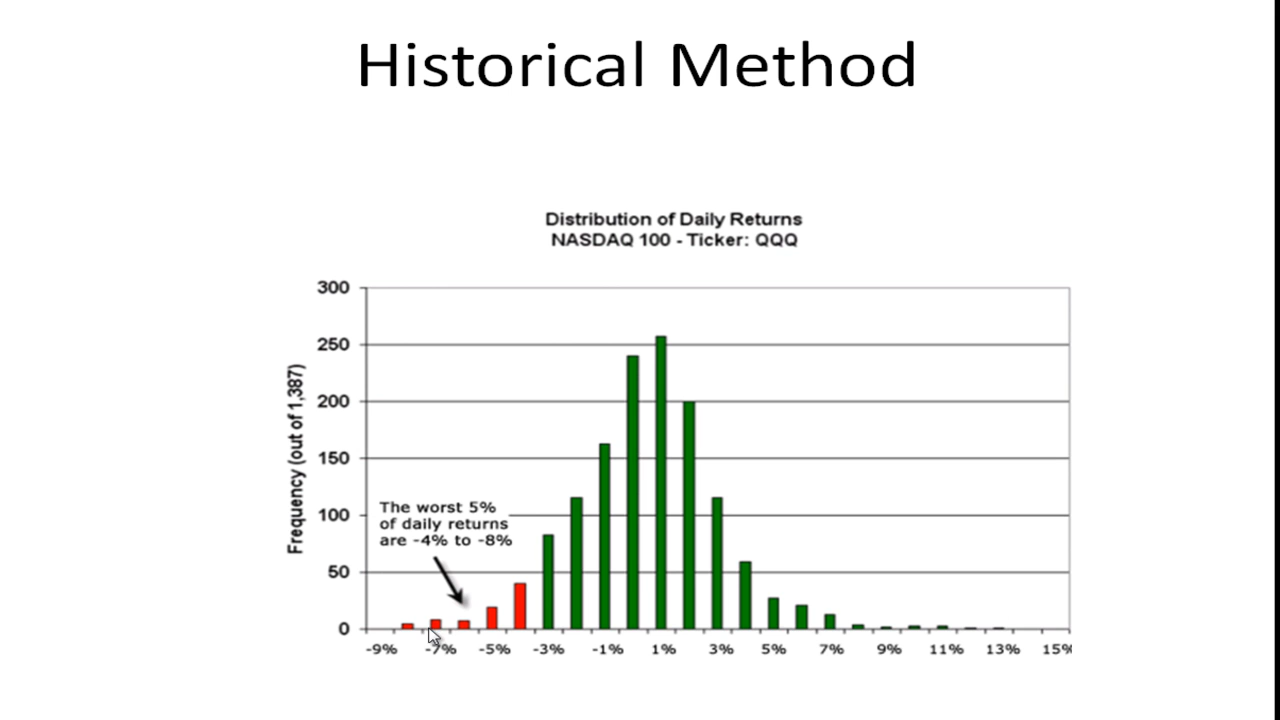 Historical Method
Distribution of Daily Returns
NASDAQ 100 - Ticker: QQQ
Frequency (out of 1,387)
300
250
200
150
100
50
0
The worst 5%
of daily returns
are -4% to -8%
-9% -7% -5% -3% -1% 1% 3% 5% 7% 9% 11% 13% 15%